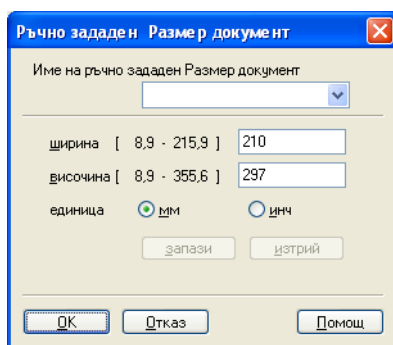 Ръчно зададен Размер документ
Име на ръчно зададен Размер документ
ширина [ 8,9 - 215,9 ] 210
височина [ 8,9 - 355,6 ] 297
единица мм инч
запази изтрий
OK Отказ Помощ